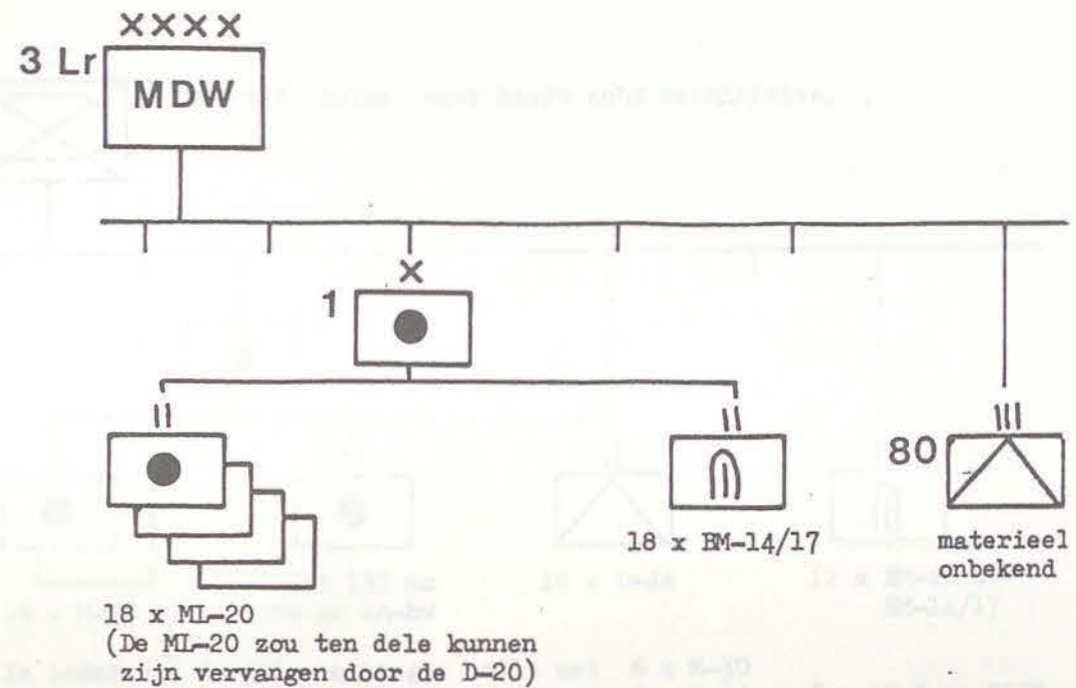 XXXX
3 Lr
MDW
X
1
II
II
III
80
18 x BM-14/17
materieel
onbekend
18 x ML-20
(De ML-20 zou ten dele kunnen
zijn vervangen door de D-20)